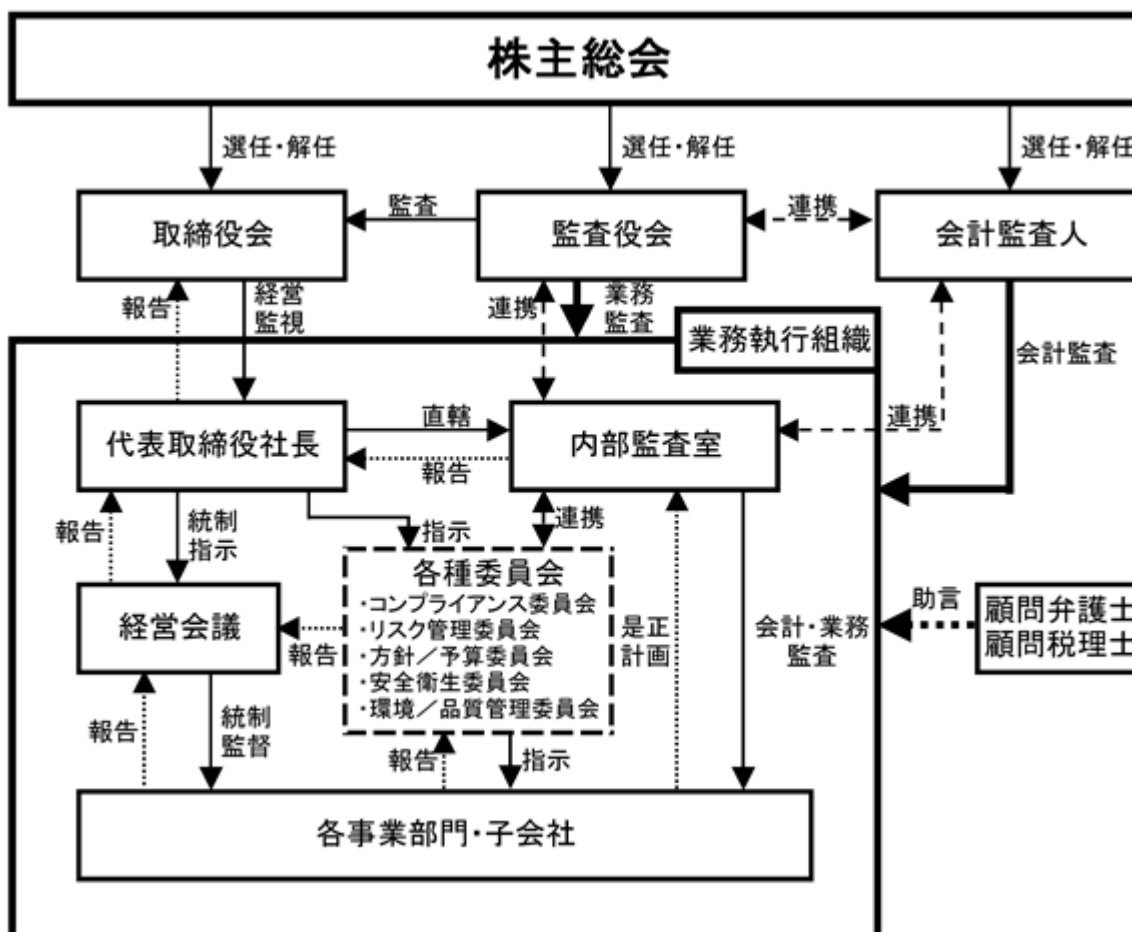 株主総会
選任・解任
選任・解任
選任・解任
取締役会
監査
監査役会
連携
会計監査人
報告
経営
監視
連携
業務
監査
業務執行組織
会計監査
代表取締役社長
直轄
報告
内部監査室
連携
報告
統制
指示
指示
連携
各種委員会
・コンプライアンス委員会
・リスク管理委員会
・方針／予算委員会
・安全衛生委員会
・環境／品質管理委員会
経営会議
報告
是正
計画
会計・業務
監査
助言
顧問弁護士
顧問税理士
報告
統制
監督
報告
指示
各事業部門・子会社